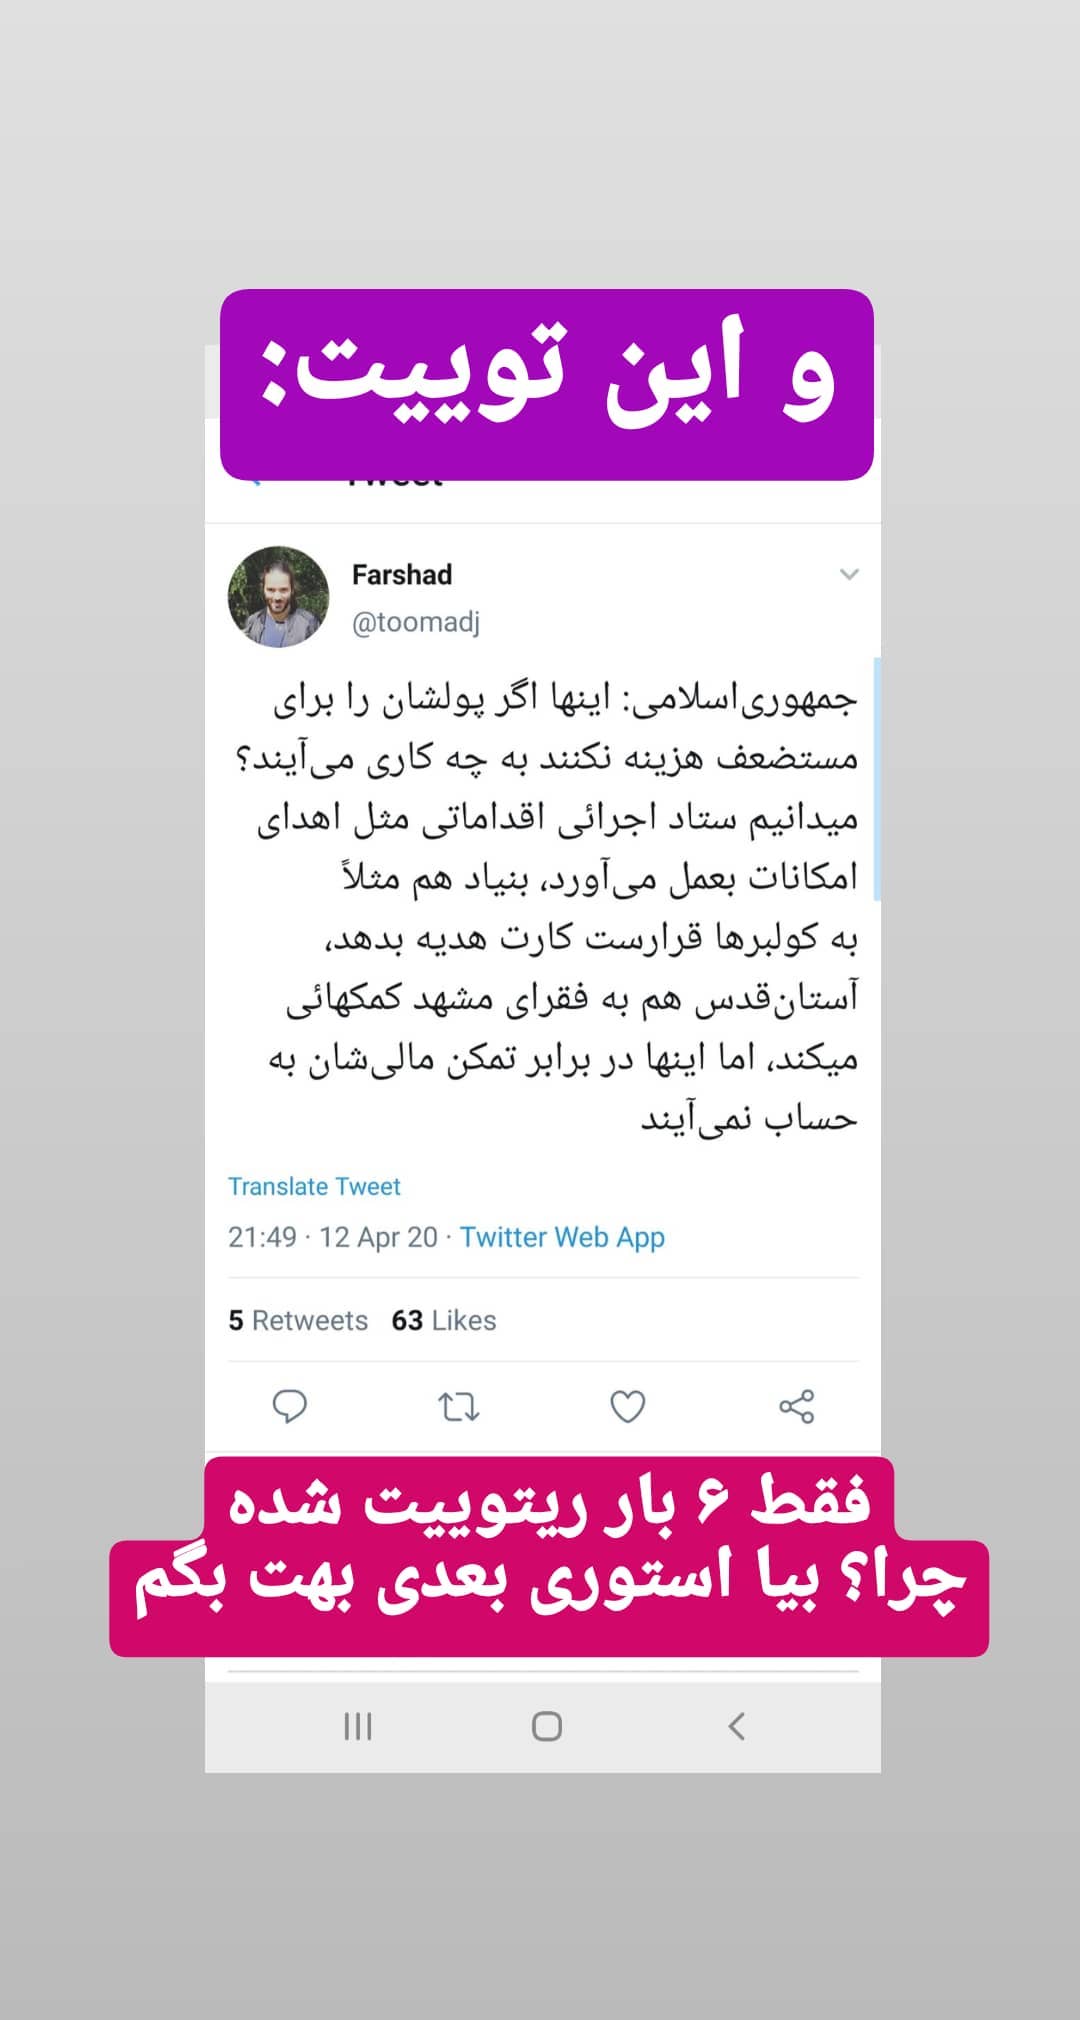 و این توییت:
Tweet
Farshad
@toomadj
جمهوری‌اسلامی: اینها اگر پولشان را برای
مستضعف هزینه نکنند به چه کاری می‌آیند؟
میدانیم ستاد اجرائی اقداماتی مثل اهدای
امکانات بعمل می‌آورد، بنیاد هم مثلاً
به کولبرها قرارست کارت هدیه بدهد،
آستان‌قدس هم به فقرای مشهد کمکهائی
میکند، اما اینها در برابر تمکن مالی‌شان به
حساب نمی‌آیند
Translate Tweet
21:49 · 12 Apr 20 · Twitter Web App
5 Retweets 63 Likes
فقط ۶ بار ریتوییت شده
چرا؟ بیا استوری بعدی بهت بگم